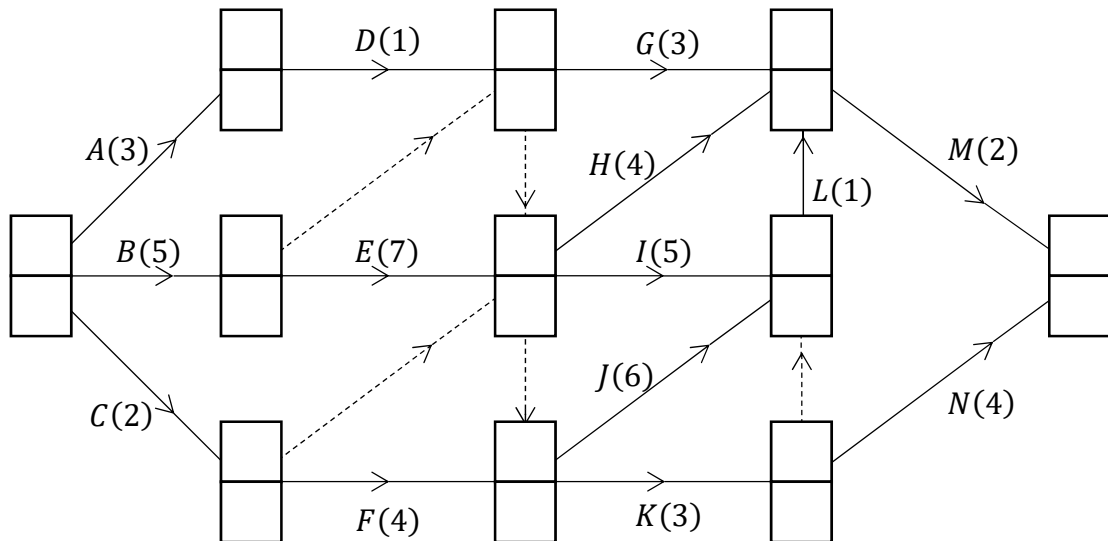 D(1)
G(3)
A(3)
H(4)
M(2)
L(1)
B(5)
E(7)
I(5)
J(6)
C(2)
N(4)
F(4)
K(3)